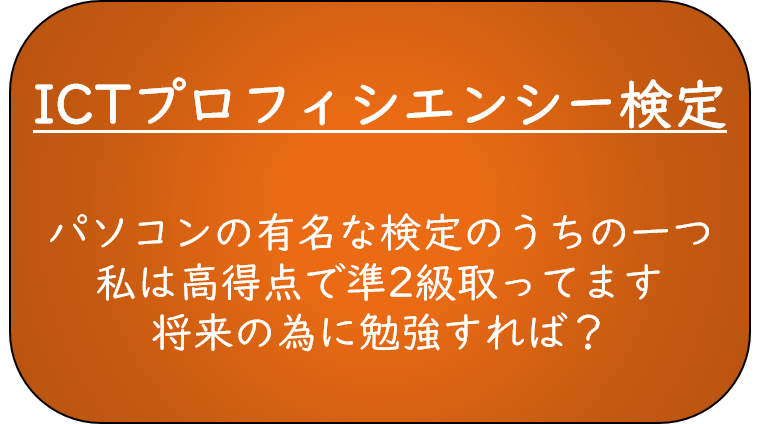 ICTプロフィシエンシー検定
パソコンの有名な検定のうちの一つ
私は高得点で準2級取ってます
将来の為に勉強すれば？